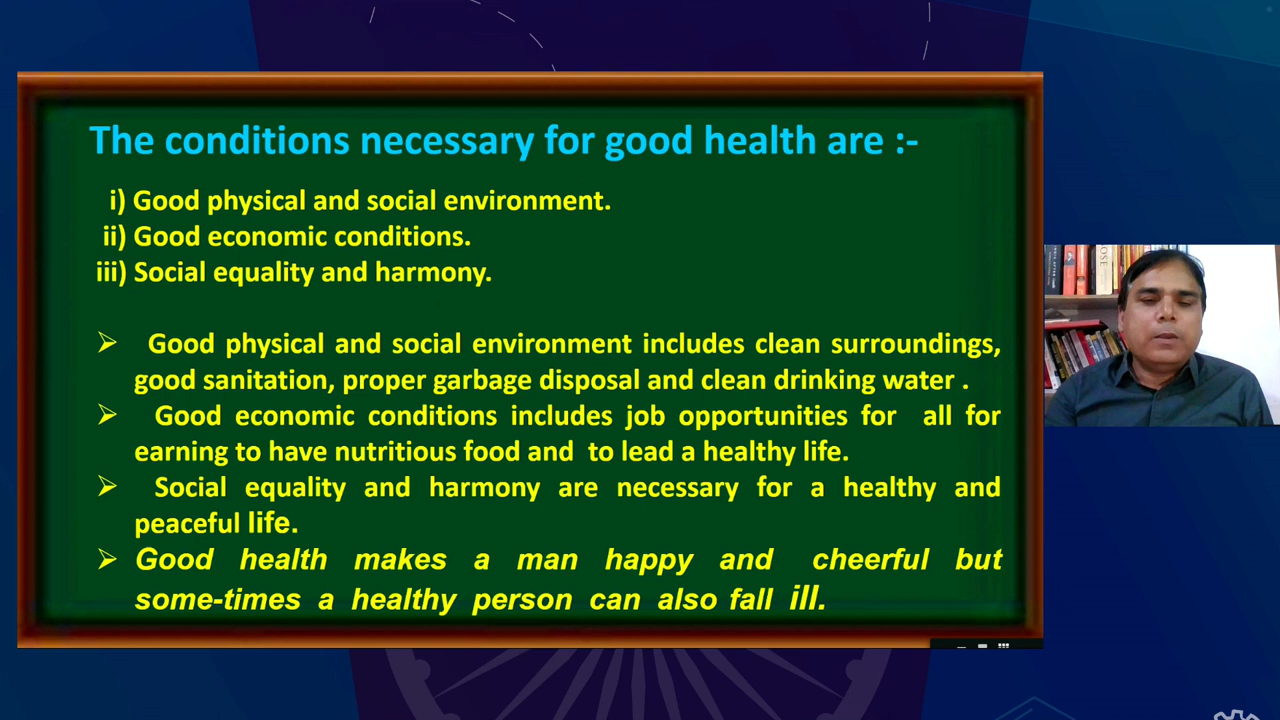 The conditions necessary for good health are :-
i) Good physical and social environment.
ii) Good economic conditions.
iii) Social equality and harmony.
Good physical and social environment includes clean surroundings,
good sanitation, proper garbage disposal and clean drinking water .
Good economic conditions includes job opportunities for all for
earning to have nutritious food and to lead a healthy life.
Social equality and harmony are necessary for a healthy and
peaceful life.
Good health makes a man happy and cheerful but
some-times a healthy person can also fall ill.